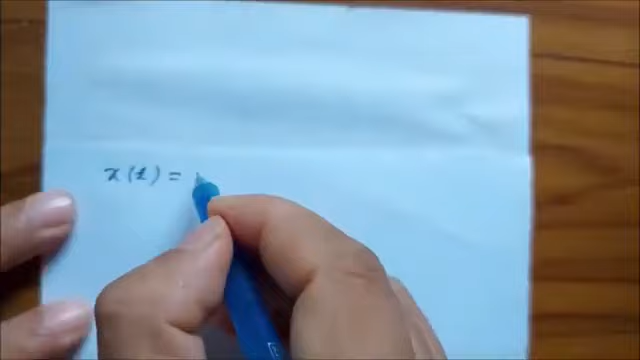 x(t) =